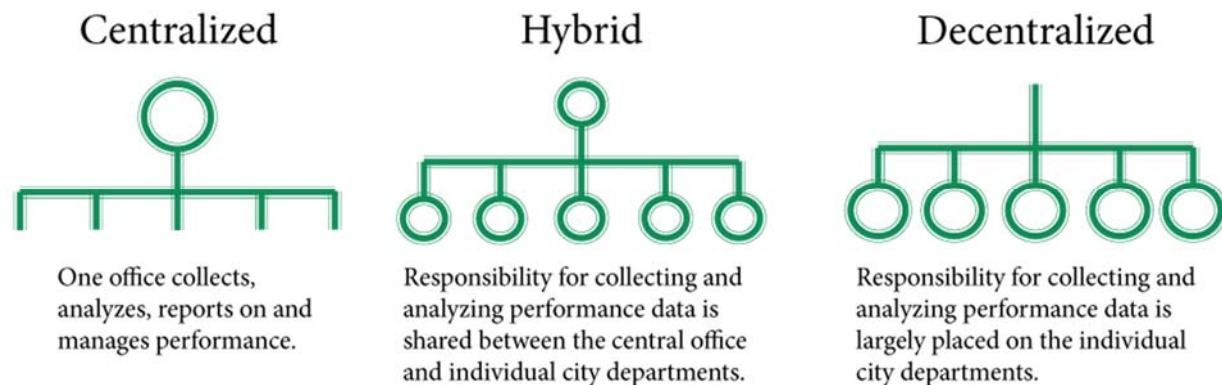 Centralized
Hybrid
Decentralized
One office collects,
analyzes, reports on and
manages performance.
Responsibility for collecting and
analyzing performance data is
shared between the central office
and individual city departments.
Responsibility for collecting and
analyzing performance data is
largely placed on the individual
city departments.